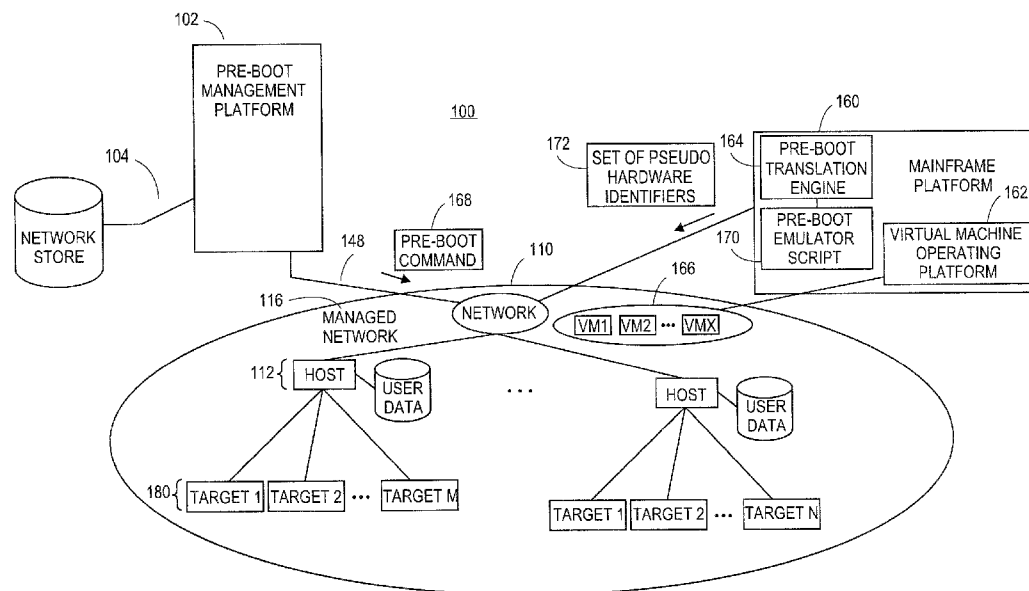 102
PRE-BOOT
MANAGEMENT
PLATFORM
104
NETWORK
STORE
100
172
SET OF PSEUDO
HARDWARE
IDENTIFIERS
160
164
PRE-BOOT
TRANSLATION
ENGINE
MAINFRAME
PLATFORM
162
170
PRE-BOOT
EMULATOR
SCRIPT
VIRTUAL MACHINE
OPERATING
PLATFORM
168
PRE-BOOT
COMMAND
148
110
116
MANAGED
NETWORK
NETWORK
166
VM1 VM2 ••• VMX
112
HOST
USER
DATA
• • •
HOST
USER
DATA
180
TARGET 1 TARGET 2 ••• TARGET M
TARGET 1 TARGET 2 ••• TARGET N